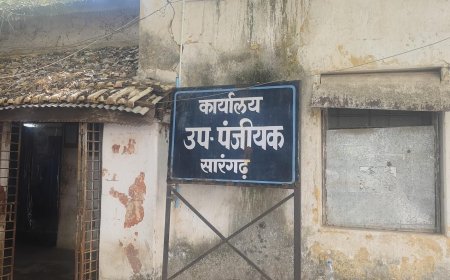 कार्यालय
उप-पंजीयक
सारंगढ़